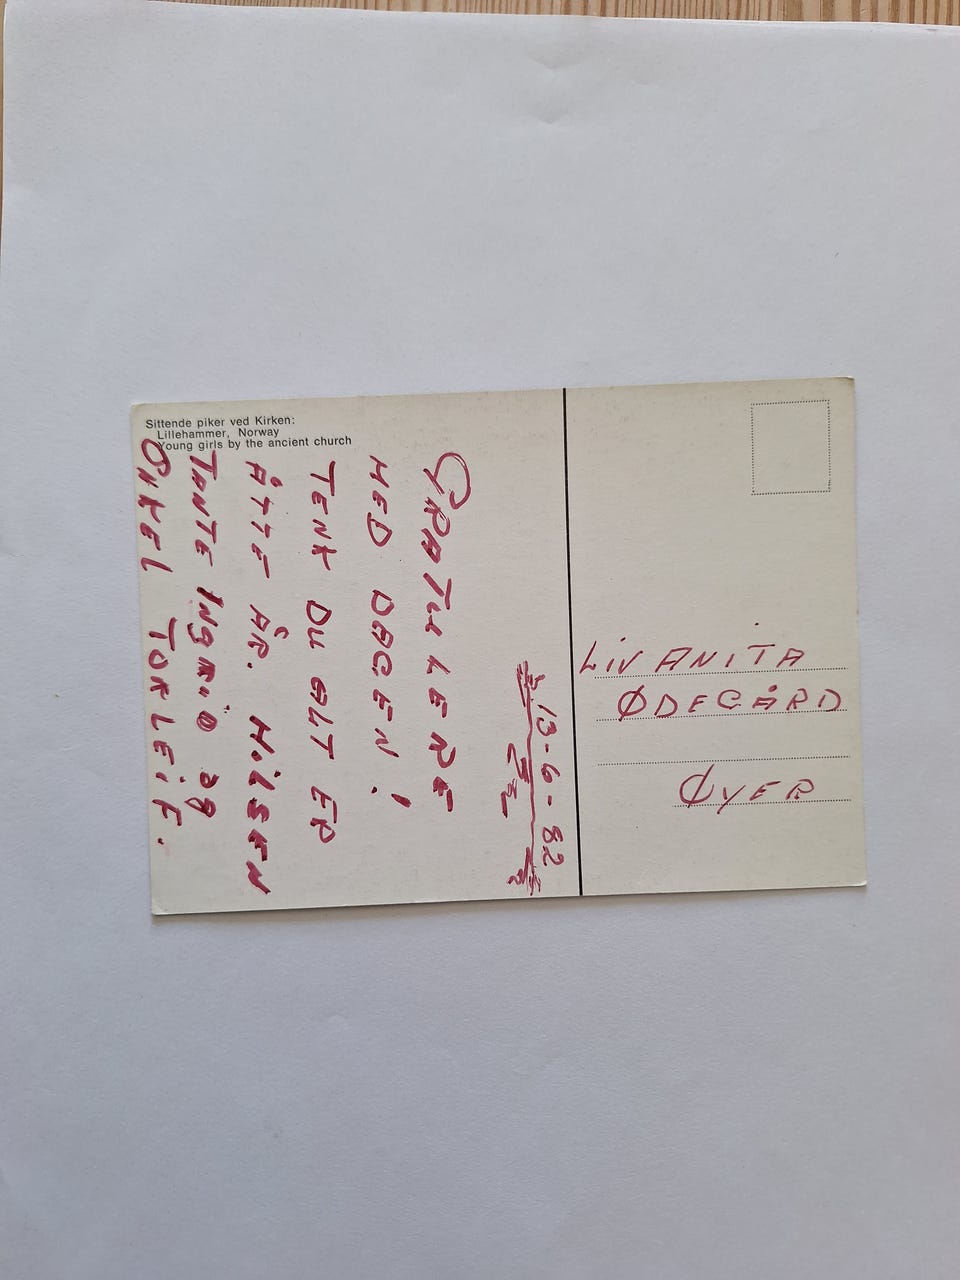 Sittende piker ved Kirken:
Lillehammer, Norway
Young girls by the ancient church
13-6-82
GRATULERE
MED DAGEN!
TENK DU ALT ER
ÅTTE ÅR. HiLSEN
TANTE INGRiD og
ONKEL TORLEiF.
LiV ANiTA
ØDEGÅRD
ØYER